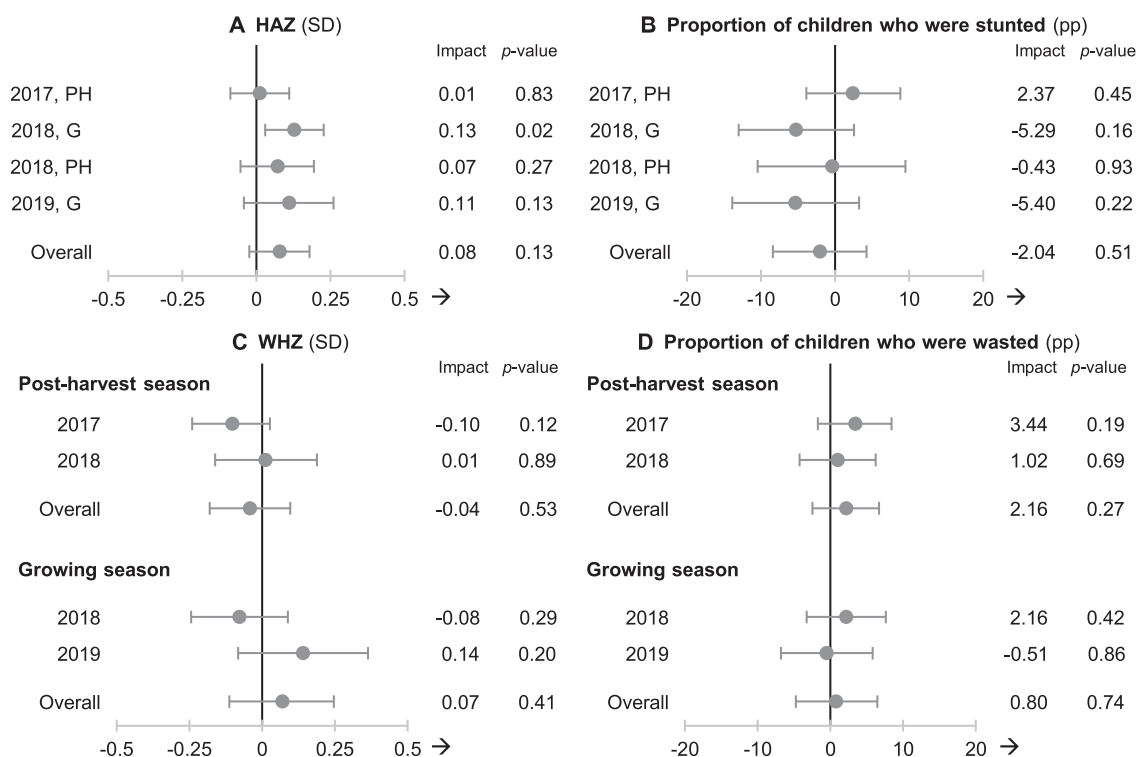 A HAZ (SD)
Impact p-value
2017, PH 0.01 0.83
2018, G 0.13 0.02
2018, PH 0.07 0.27
2019, G 0.11 0.13
Overall 0.08 0.13
-0.5 -0.25 0 0.25 0.5 →
B Proportion of children who were stunted (pp)
Impact p-value
2017, PH 2.37 0.45
2018, G -5.29 0.16
2018, PH -0.43 0.93
2019, G -5.40 0.22
Overall -2.04 0.51
-20 -10 0 10 20 →
C WHZ (SD)
Impact p-value
Post-harvest season
2017 -0.10 0.12
2018 0.01 0.89
Overall -0.04 0.53
Growing season
2018 -0.08 0.29
2019 0.14 0.20
Overall 0.07 0.41
-0.5 -0.25 0 0.25 0.5 →
D Proportion of children who were wasted (pp)
Impact p-value
Post-harvest season
2017 3.44 0.19
2018 1.02 0.69
Overall 2.16 0.27
Growing season
2018 2.16 0.42
2019 -0.51 0.86
Overall 0.80 0.74
-20 -10 0 10 20 →